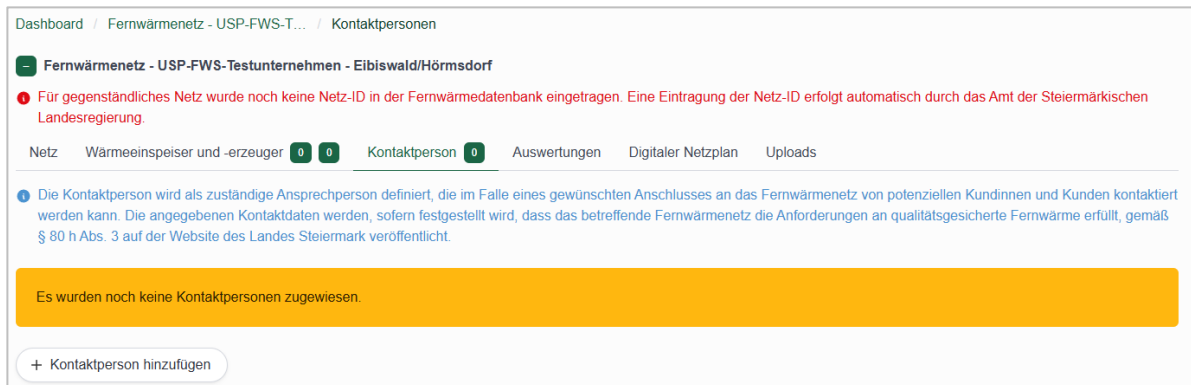 Dashboard / Fernwärmenetz - USP-FWS-T... / Kontaktpersonen
− Fernwärmenetz - USP-FWS-Testunternehmen - Eibiswald/Hörmsdorf
Für gegenständliches Netz wurde noch keine Netz-ID in der Fernwärmedatenbank eingetragen. Eine Eintragung der Netz-ID erfolgt automatisch durch das Amt der Steiermärkischen
Landesregierung.
Netz Wärmeeinspeiser und -erzeuger 0 0 Kontaktperson 0 Auswertungen Digitaler Netzplan Uploads
Die Kontaktperson wird als zuständige Ansprechperson definiert, die im Falle eines gewünschten Anschlusses an das Fernwärmenetz von potenziellen Kundinnen und Kunden kontaktiert
werden kann. Die angegebenen Kontaktdaten werden, sofern festgestellt wird, dass das betreffende Fernwärmenetz die Anforderungen an qualitätsgesicherte Fernwärme erfüllt, gemäß
§ 80 h Abs. 3 auf der Website des Landes Steiermark veröffentlicht.
Es wurden noch keine Kontaktpersonen zugewiesen.
+ Kontaktperson hinzufügen